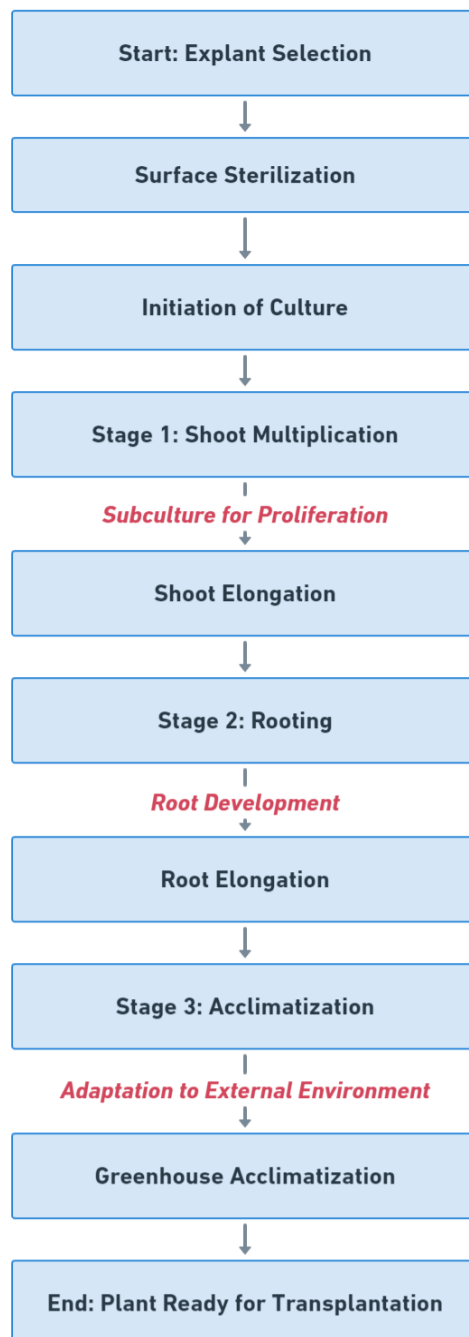 Start: Explant Selection
Surface Sterilization
Initiation of Culture
Stage 1: Shoot Multiplication
Subculture for Proliferation
Shoot Elongation
Stage 2: Rooting
Root Development
Root Elongation
Stage 3: Acclimatization
Adaptation to External Environment
Greenhouse Acclimatization
End: Plant Ready for Transplantation